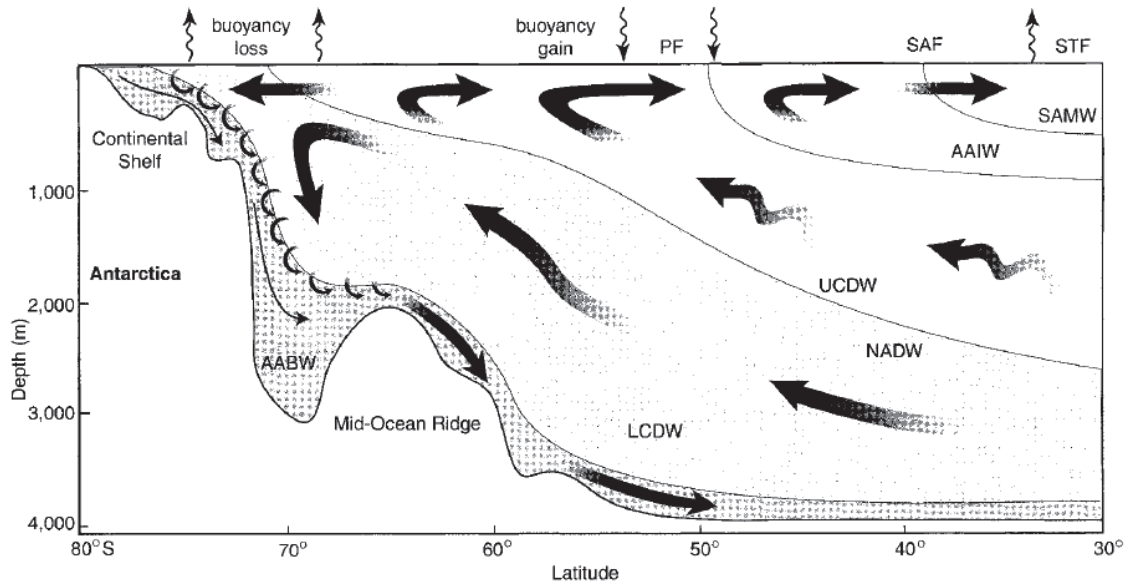 buoyancy
loss
buoyancy
gain
PF
SAF
STF
Continental
Shelf
SAMW
AAIW
1,000
Antarctica
2,000
UCDW
NADW
AABW
Depth (m)
3,000
Mid-Ocean Ridge
LCDW
4,000
80°S
70°
60°
50°
40°
30°
Latitude